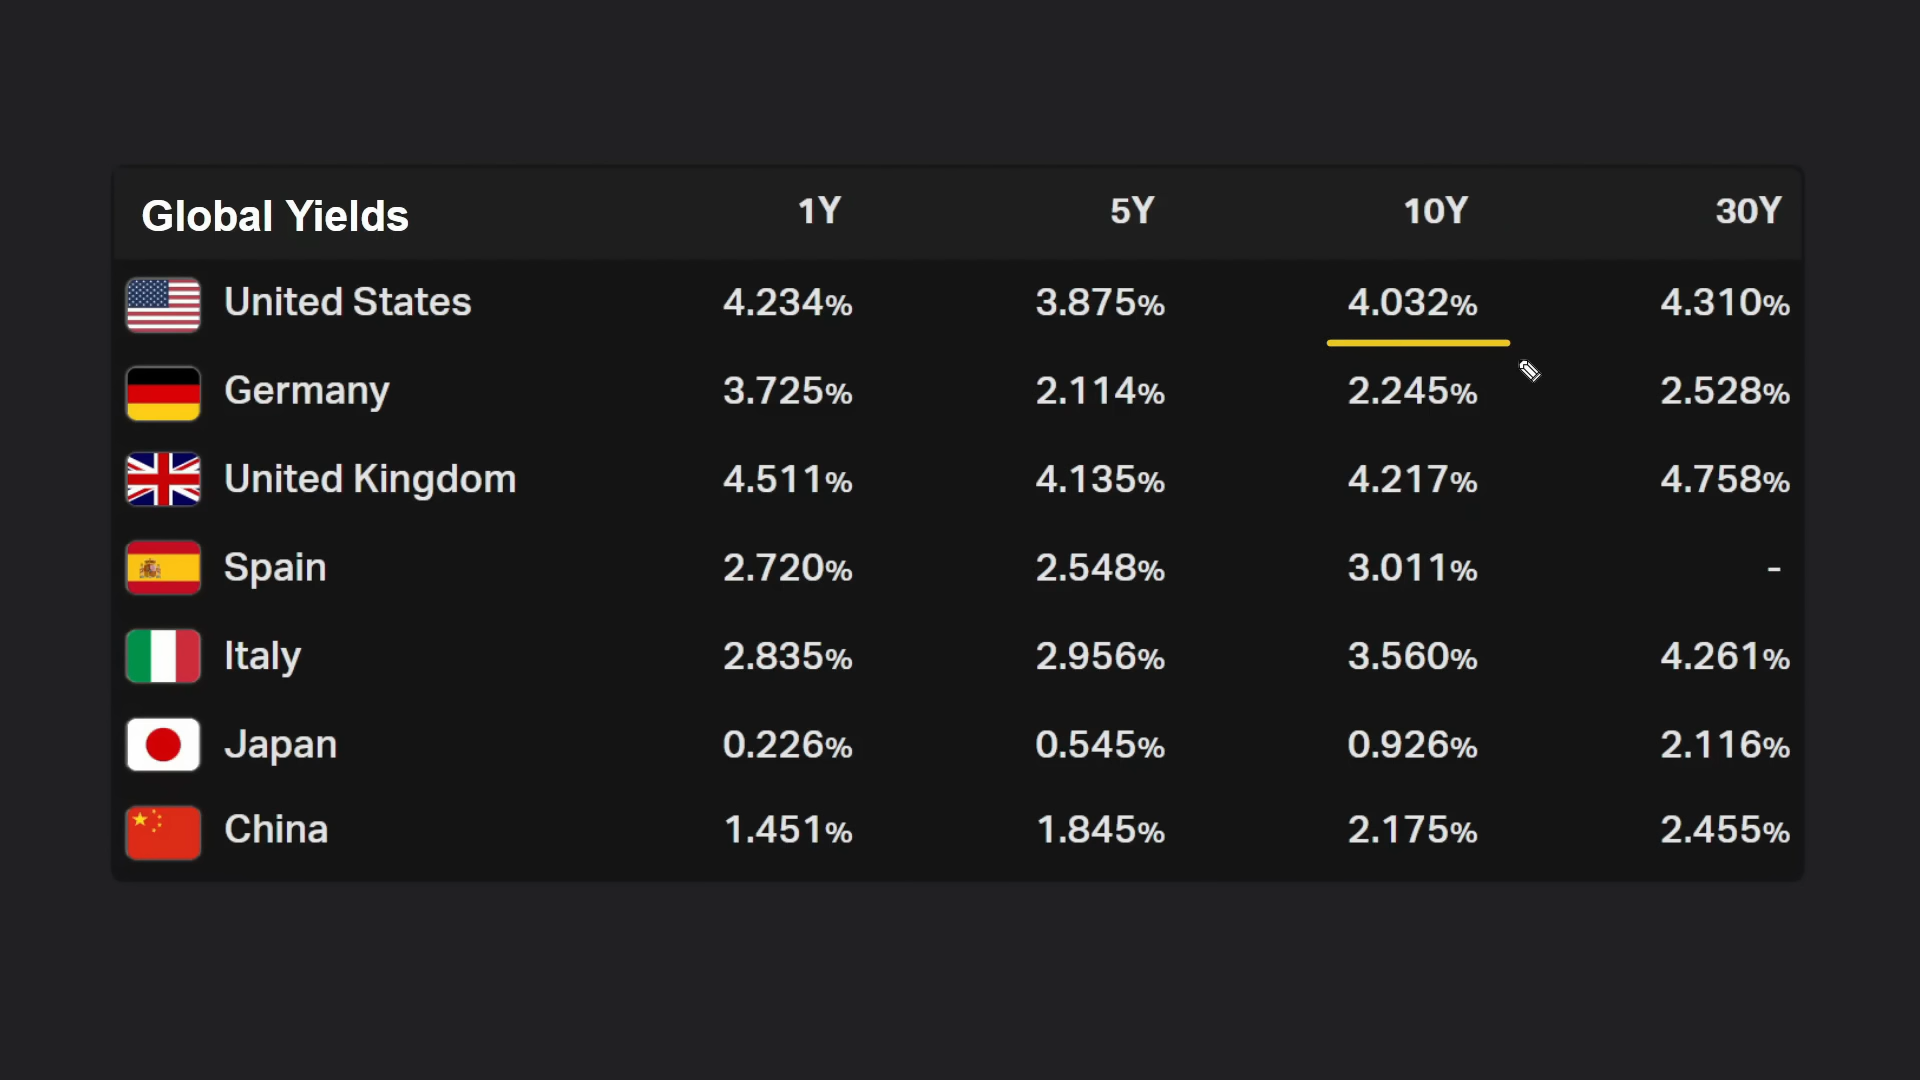 Global Yields 1Y 5Y 10Y 30Y
United States 4.234% 3.875% 4.032% 4.310%
Germany 3.725% 2.114% 2.245% 2.528%
United Kingdom 4.511% 4.135% 4.217% 4.758%
Spain 2.720% 2.548% 3.011% -
Italy 2.835% 2.956% 3.560% 4.261%
Japan 0.226% 0.545% 0.926% 2.116%
China 1.451% 1.845% 2.175% 2.455%